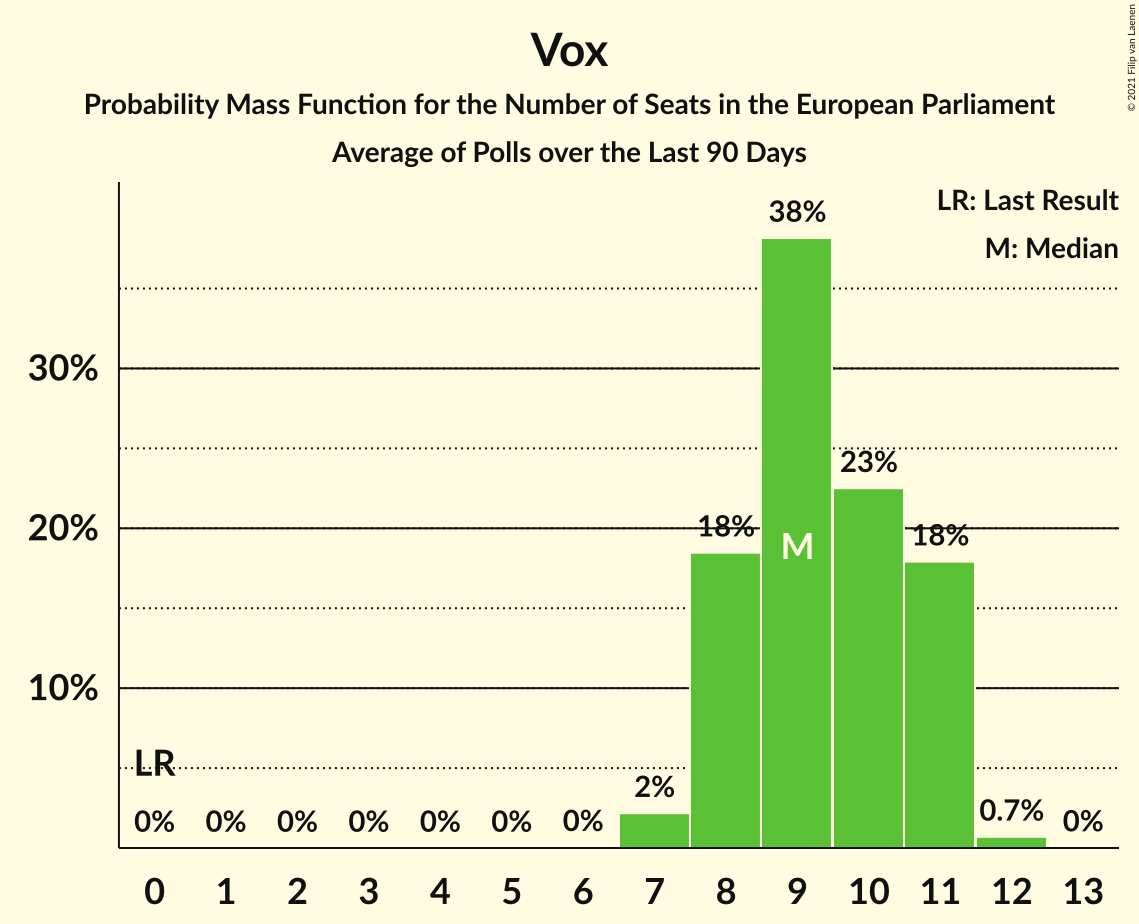 Vox
Probability Mass Function for the Number of Seats in the European Parliament
Average of Polls over the Last 90 Days
© 2021 Filip van Laenen
LR: Last Result
M: Median
38%
30%
23%
20%
18%
18%
M
10%
LR
2%
0%
0%
0%
0%
0%
0%
0%
0.7%
0%
0 1 2 3 4 5 6 7 8 9 10 11 12 13